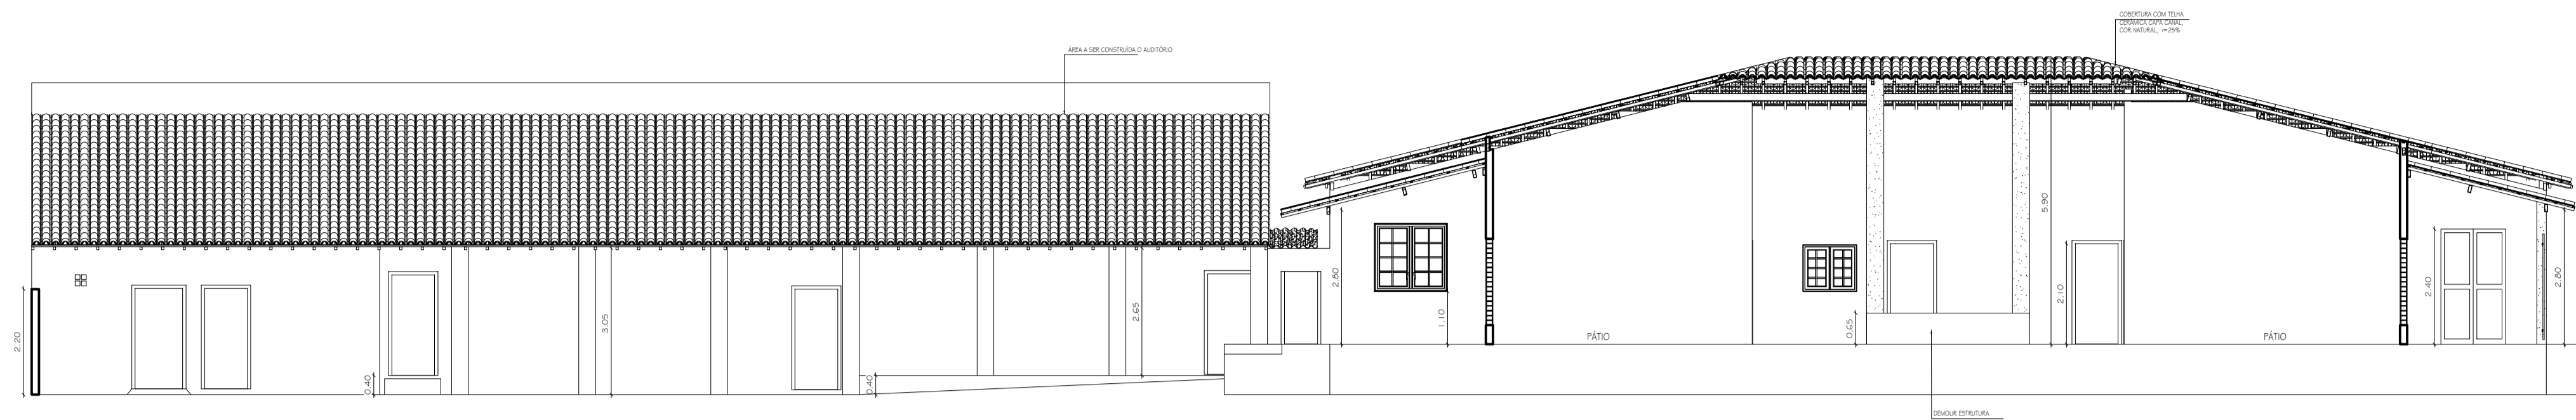 COBERTURA COM TELHA
CERÂMICA CAPA CANAL,
COR NATURAL, i=25%
ÁREA A SER CONSTRUÍDA O AUDITÓRIO
2.20
0.40
3.05
0.40
2.65
2.80
1.10
PÁTIO
0.65
5.90
2.10
PÁTIO
2.40
2.80
DEMOLIR ESTRUTURA